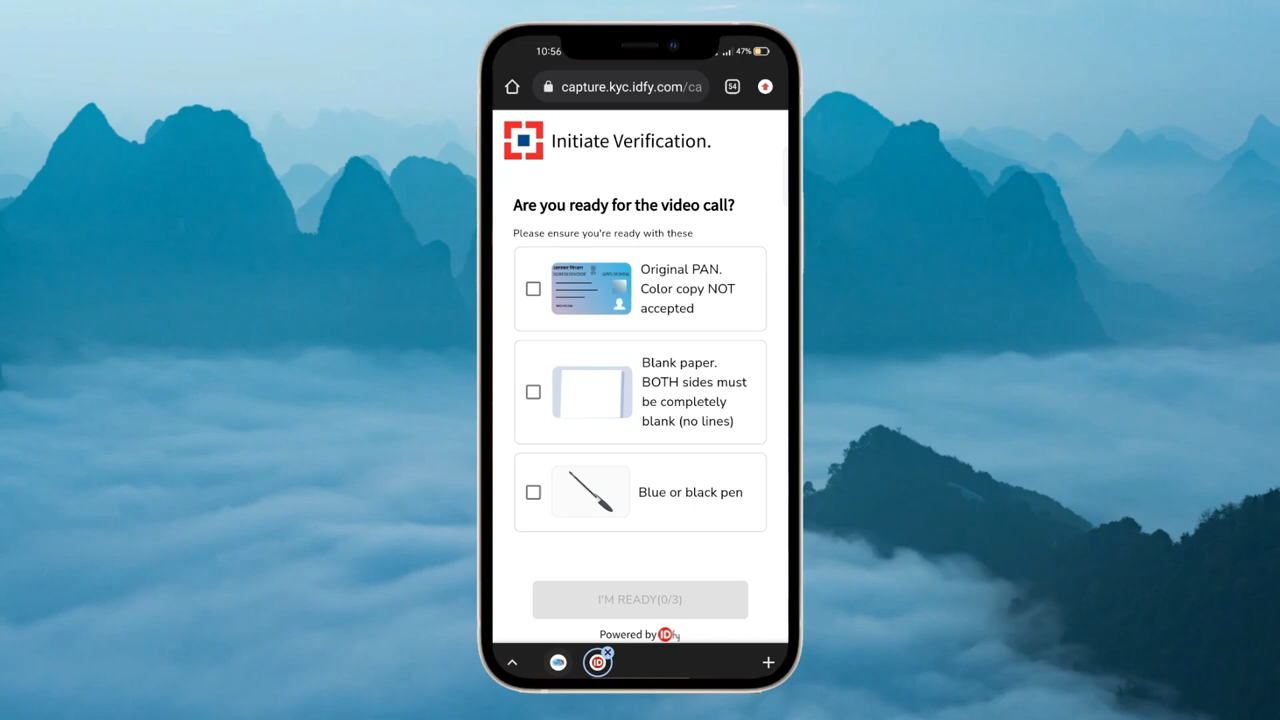 10:56
47%
capture.kyc.idfy.com/ca
54
Initiate Verification.
Are you ready for the video call?
Please ensure you're ready with these
Original PAN.
Color copy NOT
accepted
Blank paper.
BOTH sides must
be completely
blank (no lines)
Blue or black pen
I'M READY(0/3)
Powered by IDfy
ID